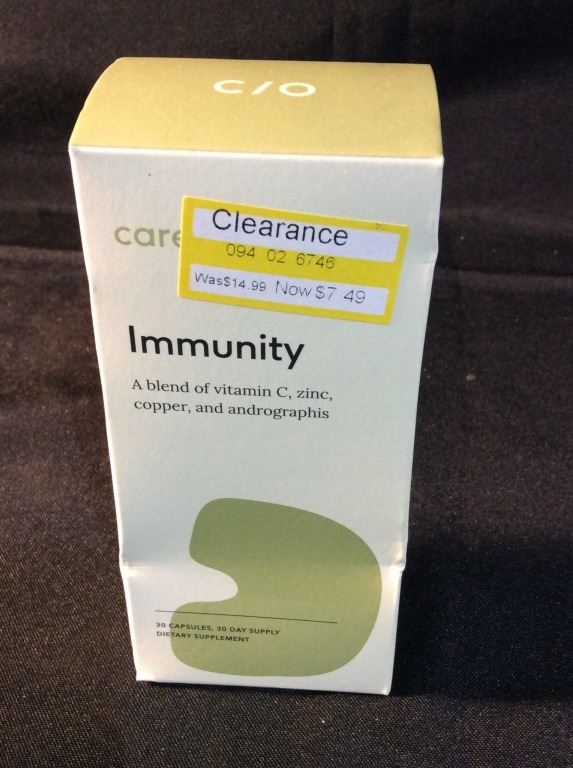 C/O
care
Clearance
094 02 6746
Was$14.99 Now $7 49
Immunity
A blend of vitamin C, zinc,
copper, and andrographis
30 CAPSULES, 30 DAY SUPPLY
DIETARY SUPPLEMENT